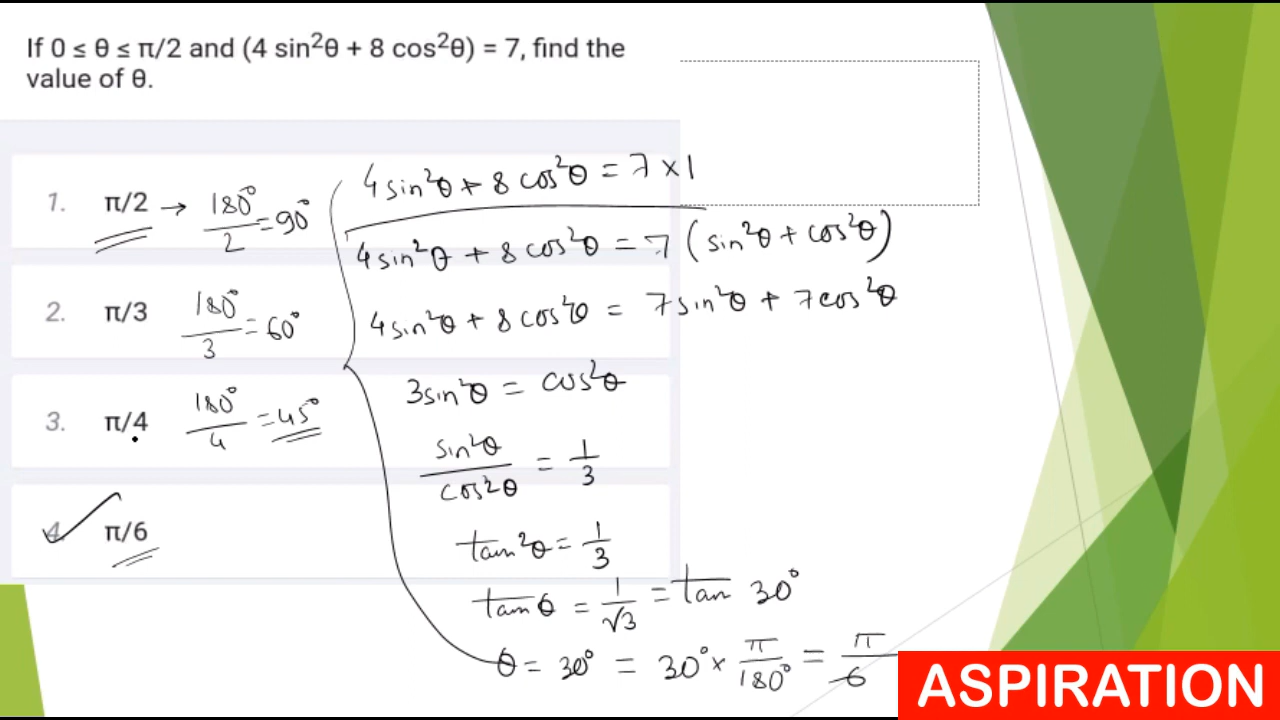 If 0 ≤ θ ≤ π/2 and (4 sin²θ + 8 cos²θ) = 7, find the
value of θ.
1. π/2 → 180°/2 = 90°
2. π/3 180°/3 = 60°
3. π/4 180°/4 = 45°
4. π/6
4 sin²θ + 8 cos²θ = 7 × 1
4 sin²θ + 8 cos²θ = 7 (sin²θ + cos²θ)
4 sin²θ + 8 cos²θ = 7 sin²θ + 7 cos²θ
3 sin²θ = cos²θ
sin²θ/cos²θ = 1/3
tan²θ = 1/3
tan θ = 1/√3 = tan 30°
θ = 30° = 30° × π/180° = π/6
ASPIRATION